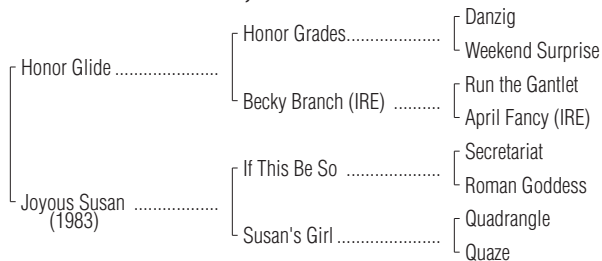 Danzig
Honor Grades....................
Weekend Surprise
Honor Glide ......................
Run the Gantlet
Becky Branch (IRE) ..........
April Fancy (IRE)
Secretariat
If This Be So ....................
Roman Goddess
Joyous Susan ..................
(1983)
Quadrangle
Susan's Girl ......................
Quaze